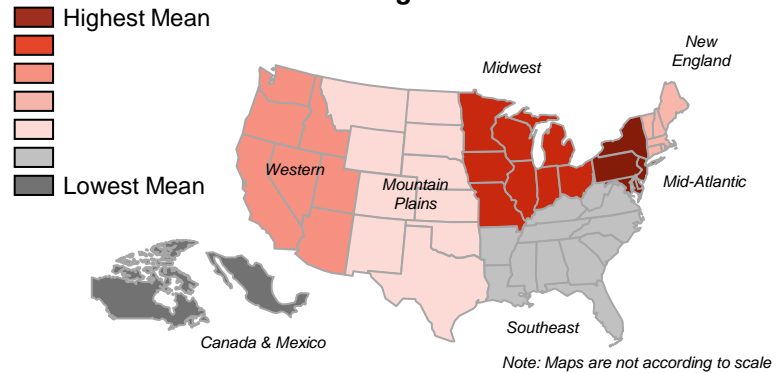 Highest Mean
Lowest Mean
New
England
Midwest
Western
Mountain
Plains
Mid-Atlantic
Southeast
Canada & Mexico
Note: Maps are not according to scale